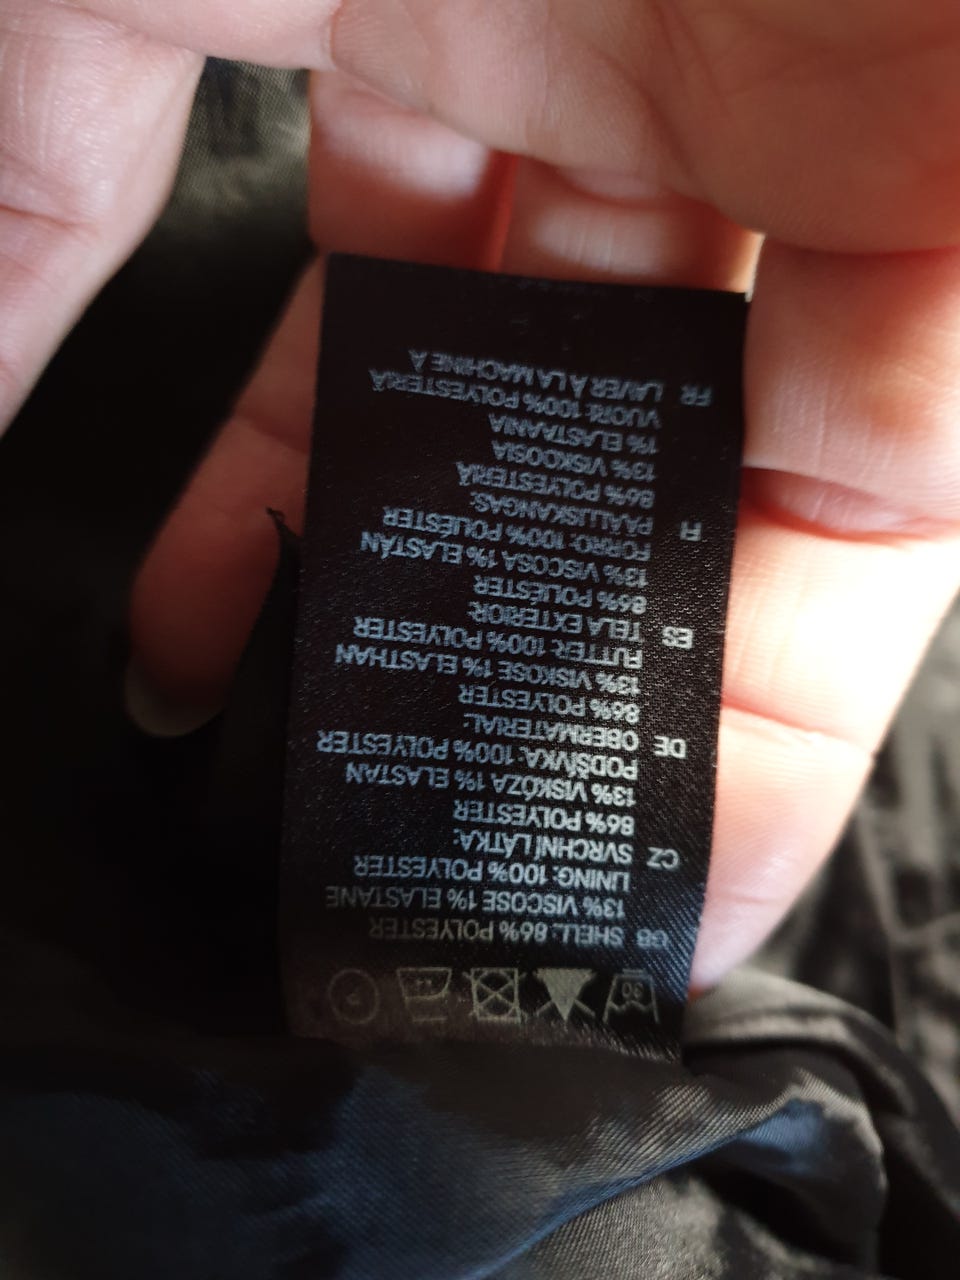 30
GB SHELL: 86% POLYESTER
13% VISCOSE 1% ELASTANE
LINING: 100% POLYESTER
CZ SVRCHNÍ LÁTKA:
86% POLYESTER
13% VISKÓZA 1% ELASTAN
PODŠÍVKA: 100% POLYESTER
DE OBERMATERIAL:
86% POLYESTER
13% VISKOSE 1% ELASTHAN
FUTTER: 100% POLYESTER
ES TELA EXTERIOR:
86% POLIÉSTER
13% VISCOSA 1% ELASTÁN
FORRO: 100% POLIÉSTER
FI PÄÄLLISKANGAS:
86% POLYESTERIÄ
13% VISKOOSIA
1% ELASTAANIA
VUORI: 100% POLYESTERIÄ
FR LAVER À LA MACHINE À